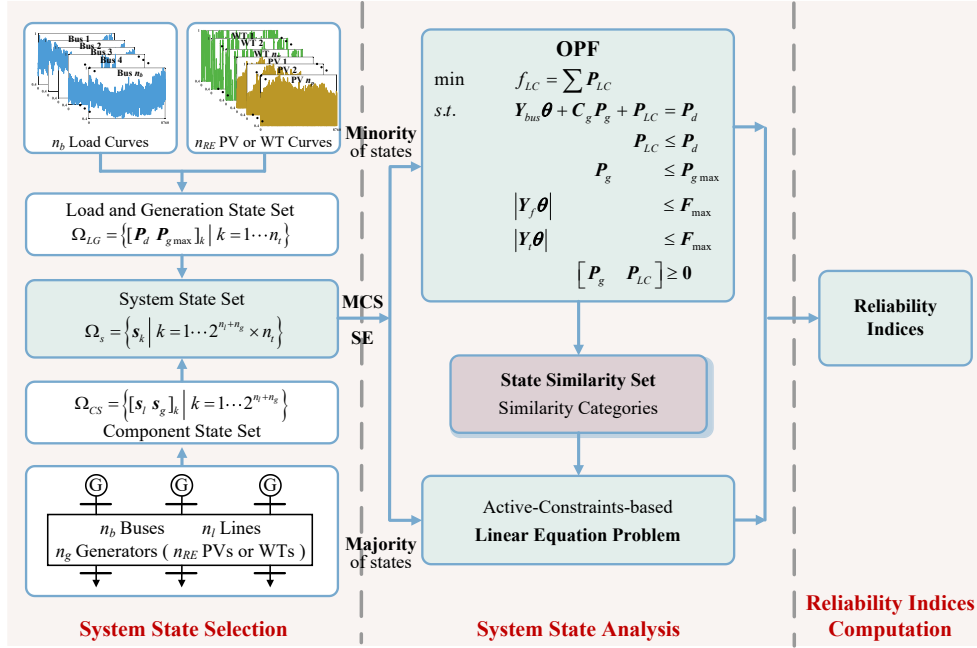 Bus 1
Bus 2
Bus 3
Bus 4
Bus n_b
n_b Load Curves
WT 1
WT 2
WT n
PV 1
PV 2
PV n
n_RE PV or WT Curves
Load and Generation State Set
Ω_LG = {[P_d P_g max]_k | k = 1⋯n_t}
System State Set
Ω_s = {s_k | k = 1⋯2^(n_l+n_g) × n_t}
Ω_CS = {[s_l s_g]_k | k = 1⋯2^(n_l+n_g)}
Component State Set
G G G
n_b Buses n_l Lines
n_g Generators ( n_RE PVs or WTs )
System State Selection
MCS
SE
Minority
of states
Majority
of states
OPF
min f_LC = ∑ P_LC
s.t. Y_bus θ + C_g P_g + P_LC = P_d
P_LC ≤ P_d
P_g ≤ P_g max
|Y_f θ| ≤ F_max
|Y_t θ| ≤ F_max
[P_g P_LC] ≥ 0
State Similarity Set
Similarity Categories
Active-Constraints-based
Linear Equation Problem
System State Analysis
Reliability
Indices
Reliability Indices
Computation